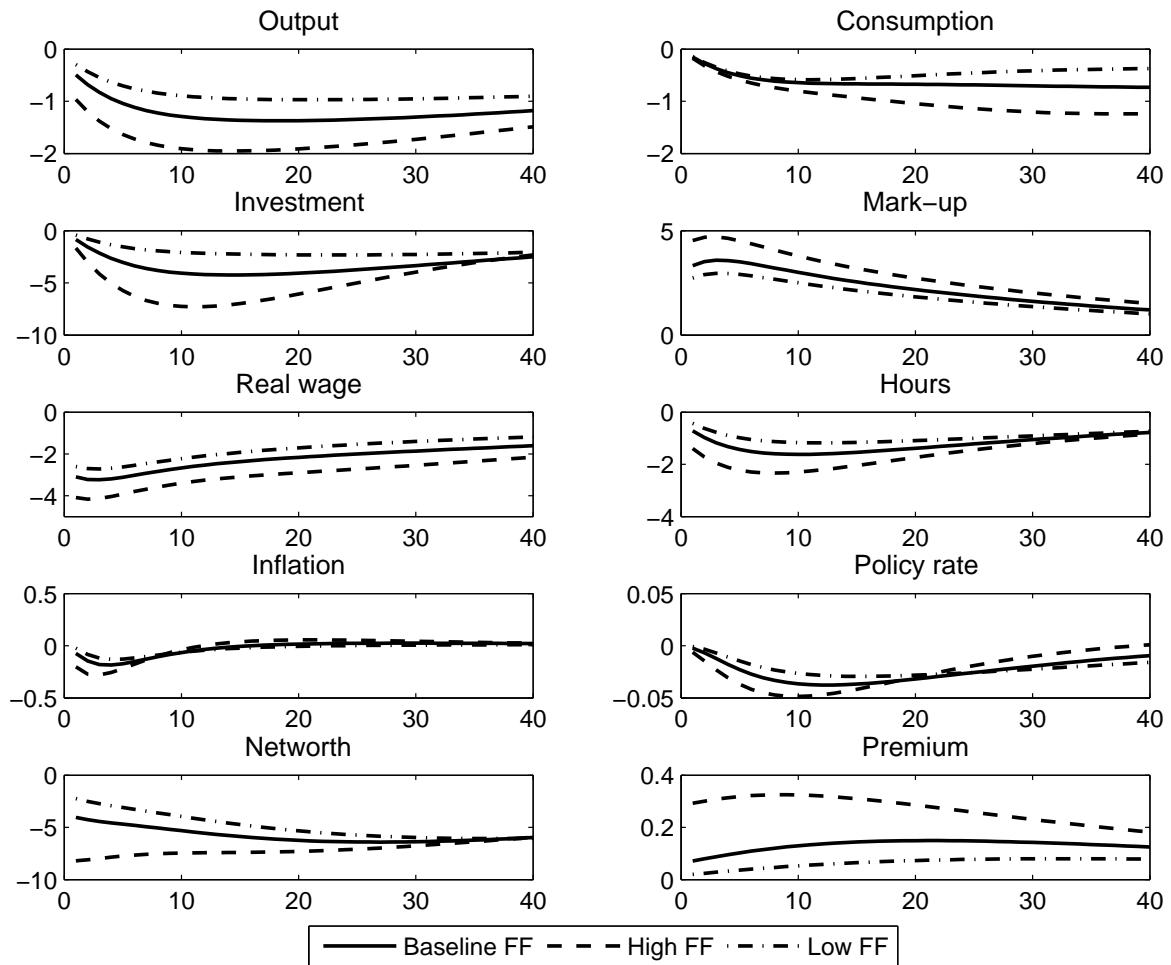 Output
Consumption
0
−1
−2
0 10 20 30 40
0
−1
−2
0 10 20 30 40
Investment
Mark−up
0
−5
−10
0 10 20 30 40
5
0
0 10 20 30 40
Real wage
Hours
0
−2
−4
0 10 20 30 40
0
−2
−4
0 10 20 30 40
Inflation
Policy rate
0.5
0
−0.5
0 10 20 30 40
0.05
0
−0.05
0 10 20 30 40
Networth
Premium
0
−5
−10
0 10 20 30 40
0.4
0.2
0
0 10 20 30 40
Baseline FF High FF Low FF